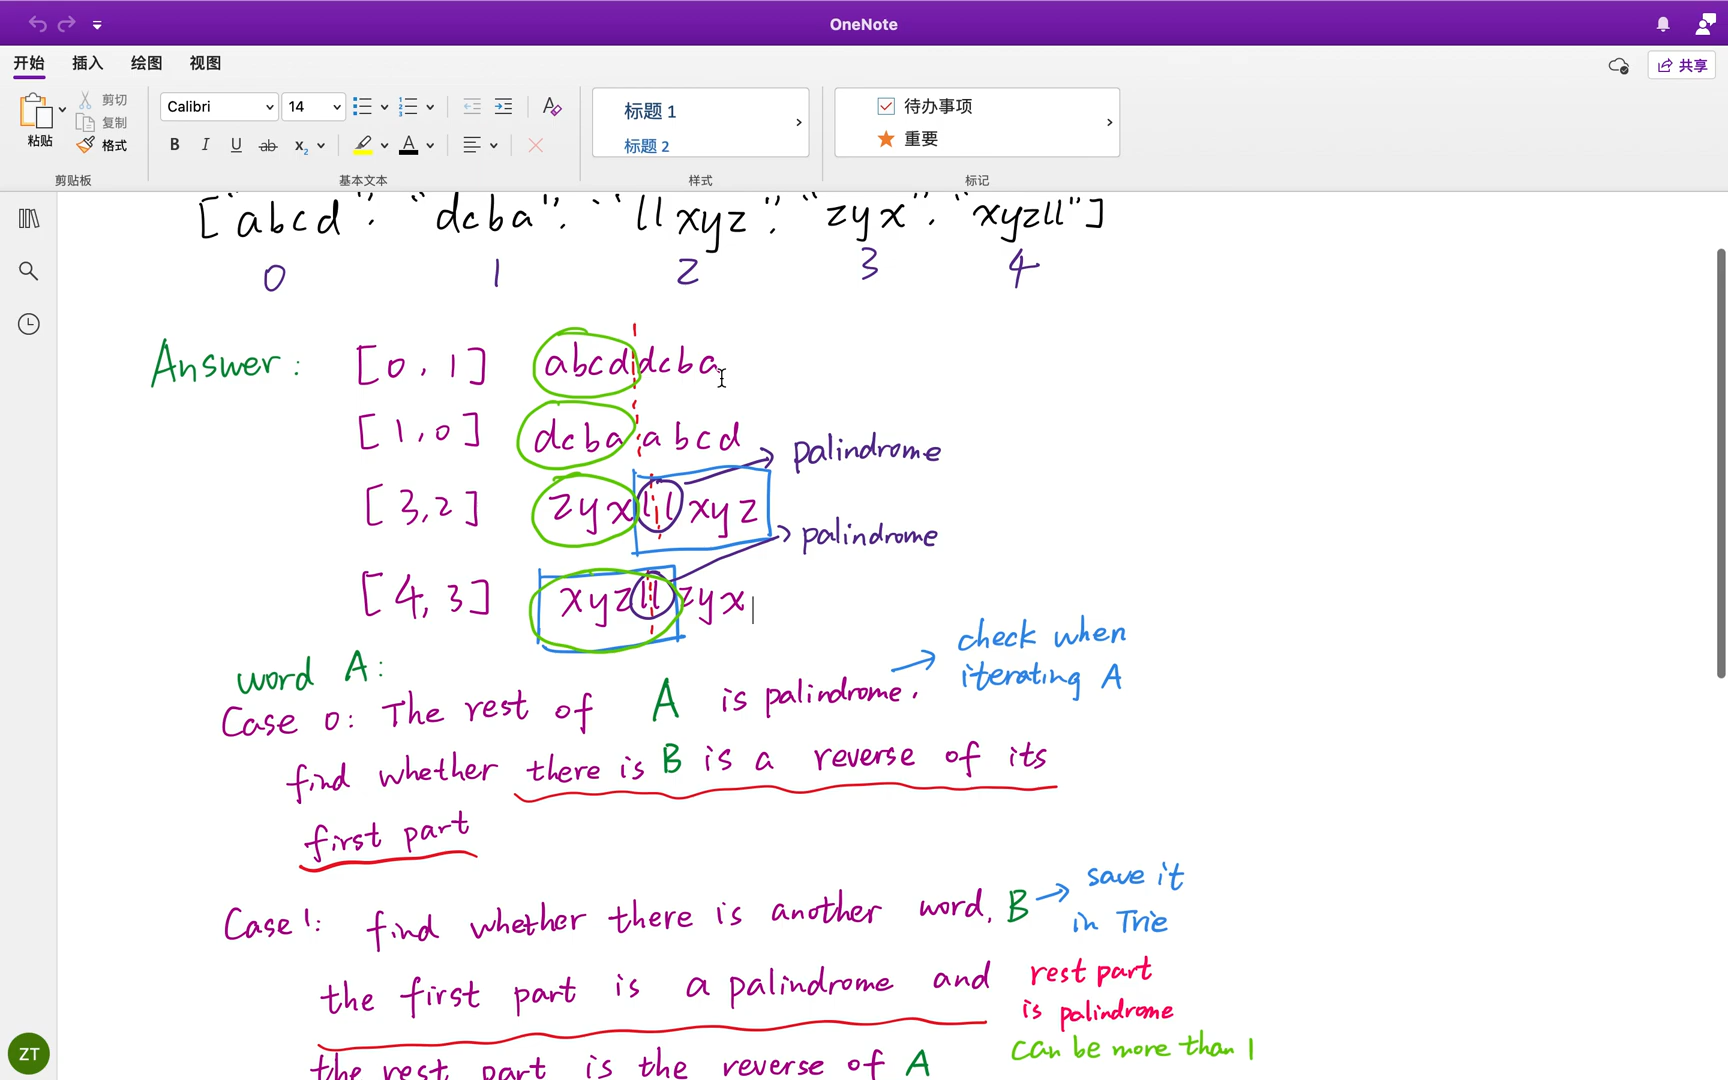 OneNote
开始 插入 绘图 视图
共享
粘贴
剪切
复制
格式
Calibri 14
B I U ab x₂ A
标题 1
标题 2
待办事项
重要
剪贴板 基本文本 样式 标记
["abcd". "dcba". "llxyz". "zyx". "xyzll"]
0 1 2 3 4
Answer: [0, 1] abcddcba
[1,0] dcbaabcd
palindrome
[3,2] zyxllxyz
palindrome
[4,3] xyzllzyx
word A:
check when
iterating A
Case 0: The rest of A is palindrome.
find whether there is B is a reverse of its
first part
save it
in Trie
Case 1: find whether there is another word. B
rest part
is palindrome
can be more than 1
the first part is a palindrome and
the rest part is the reverse of A
ZT